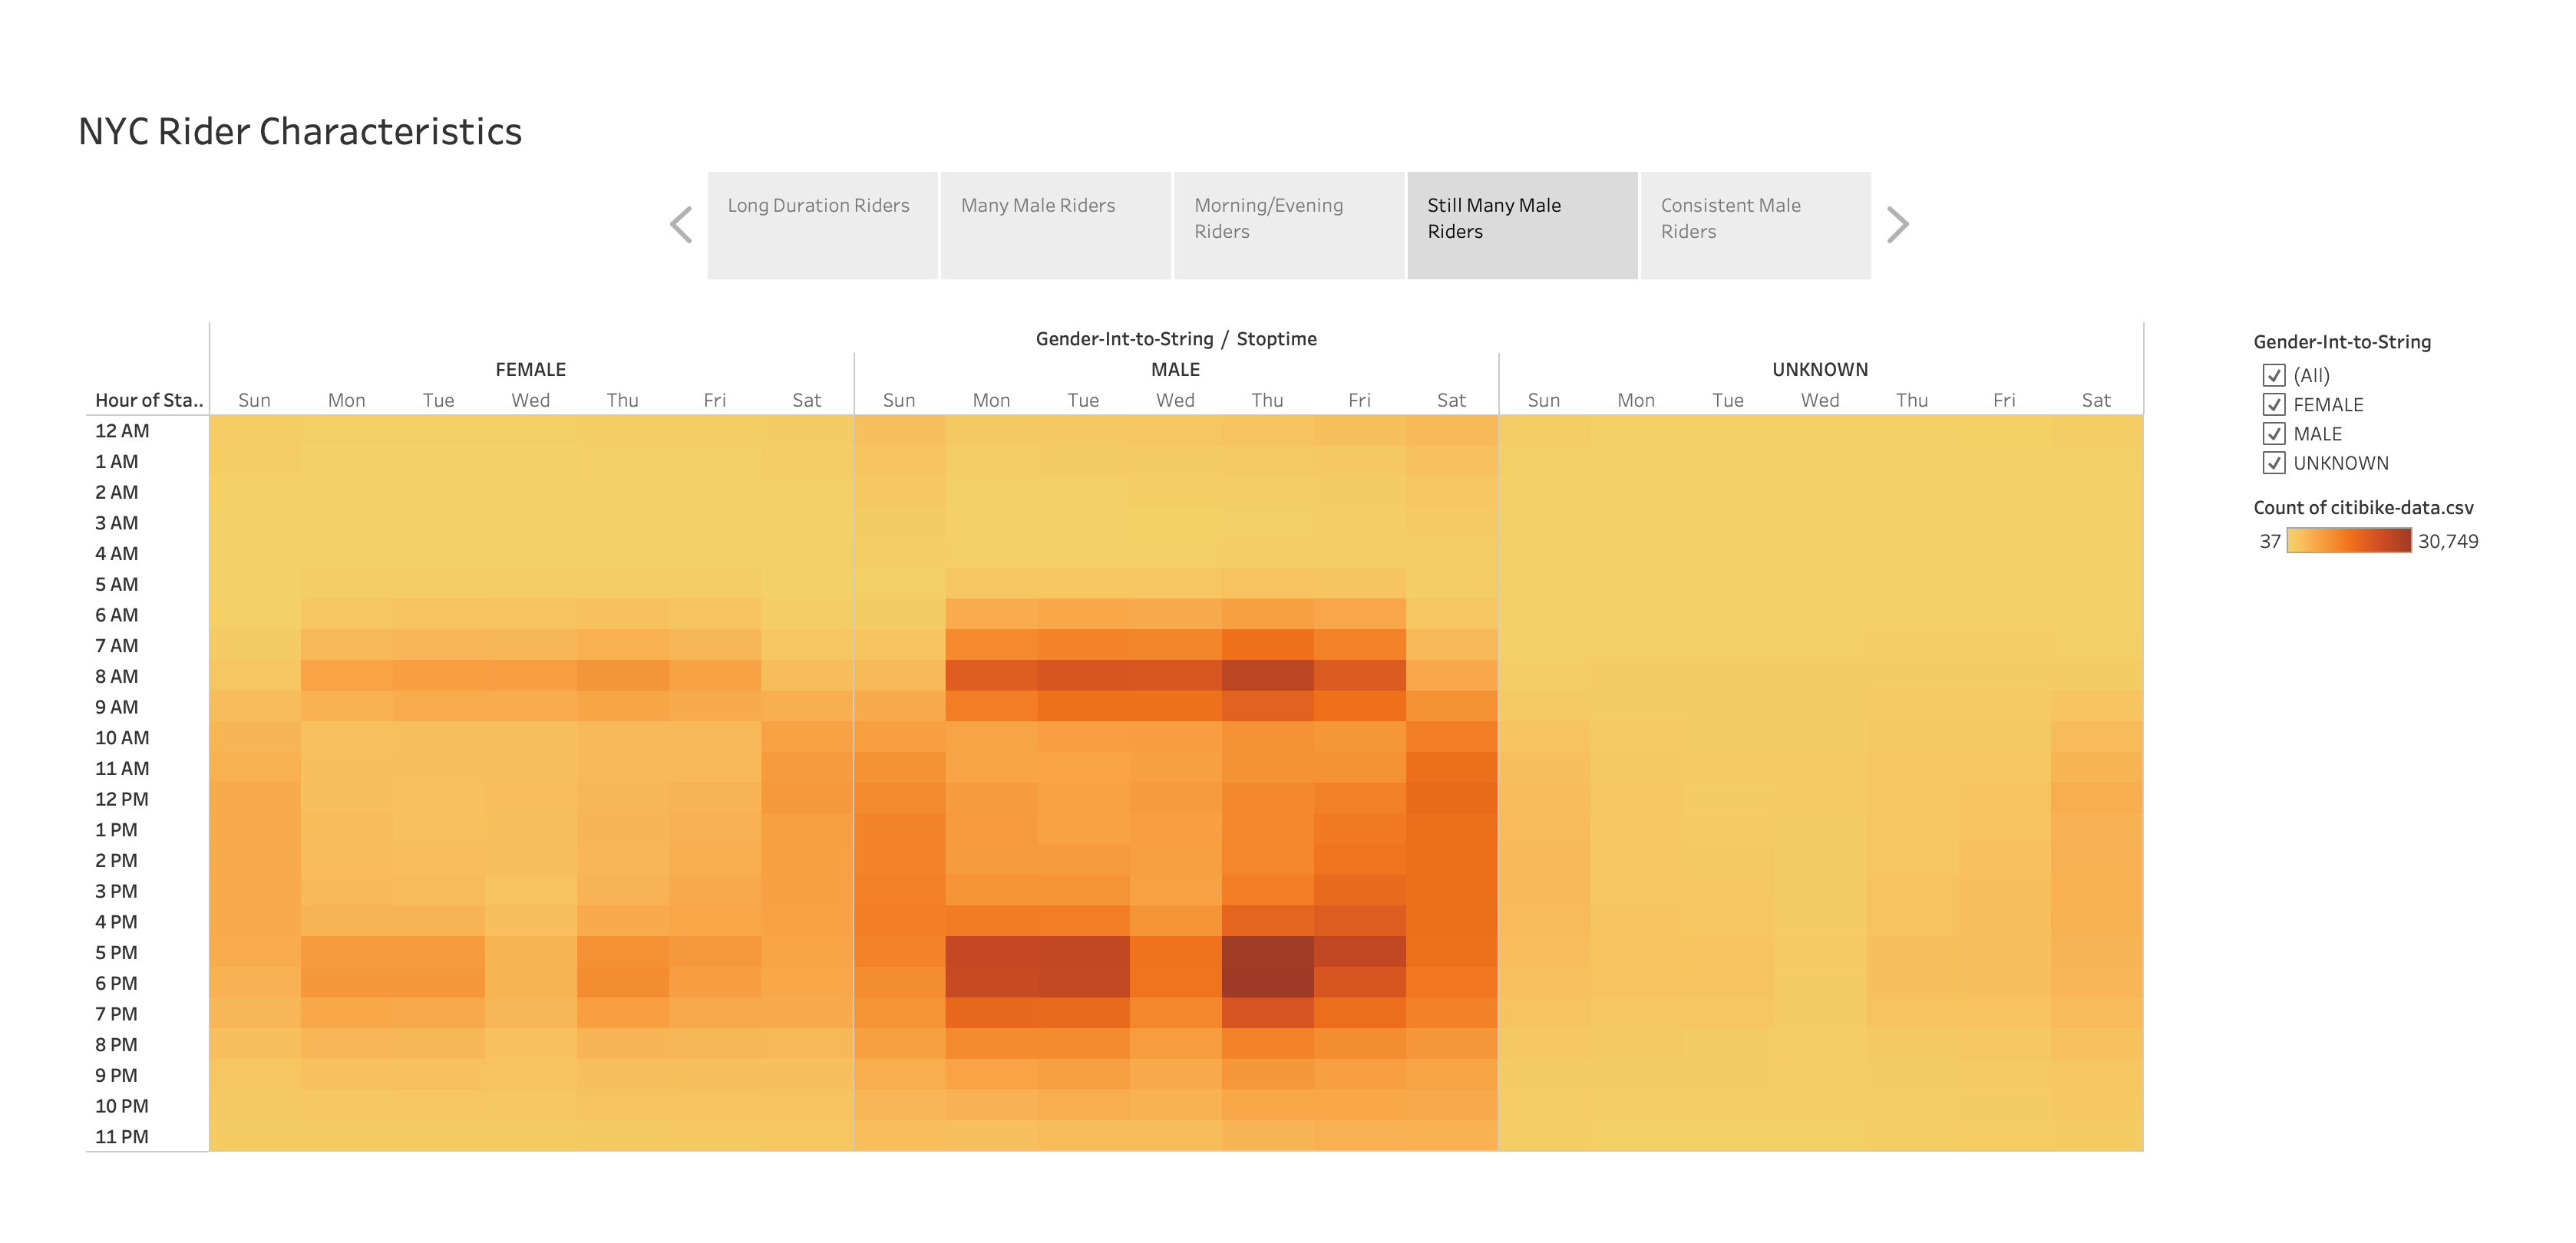 NYC Rider Characteristics
Long Duration Riders
Many Male Riders
Morning/Evening
Riders
Still Many Male
Riders
Consistent Male
Riders
Gender-Int-to-String / Stoptime
FEMALE MALE UNKNOWN
Hour of Sta.. Sun Mon Tue Wed Thu Fri Sat Sun Mon Tue Wed Thu Fri Sat Sun Mon Tue Wed Thu Fri Sat
12 AM
1 AM
2 AM
3 AM
4 AM
5 AM
6 AM
7 AM
8 AM
9 AM
10 AM
11 AM
12 PM
1 PM
2 PM
3 PM
4 PM
5 PM
6 PM
7 PM
8 PM
9 PM
10 PM
11 PM
Gender-Int-to-String
(All)
FEMALE
MALE
UNKNOWN
Count of citibike-data.csv
37 30,749